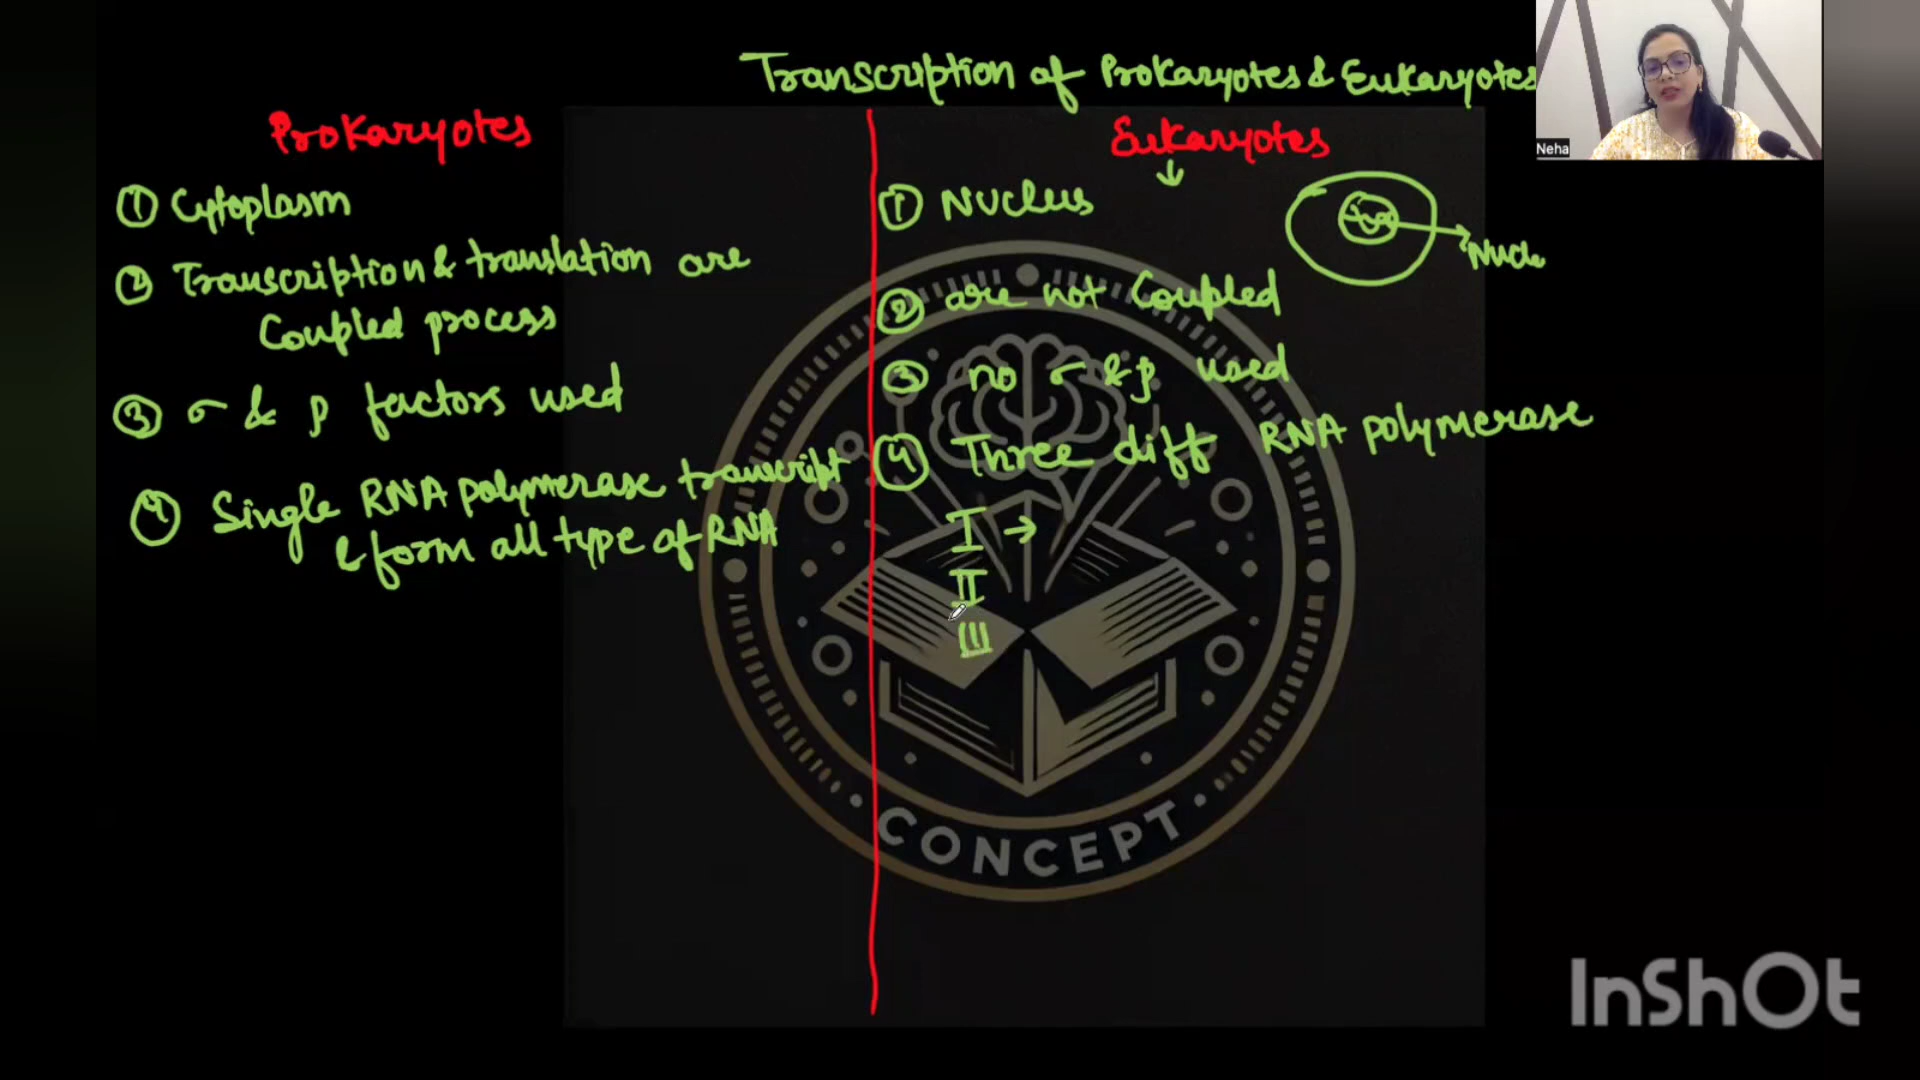 Transcription of Prokaryotes & Eukaryotes
Neha
Prokaryotes
① Cytoplasm
② Transcription & translation are
Coupled process
③ σ & ρ factors used
④ Single RNA polymerase transcript
& form all type of RNA
Eukaryotes
① Nucleus
Nucle
② are not Coupled
③ no σ & ρ used
④ Three diff RNA polymerase
I →
II
III
CONCEPT
InShOt